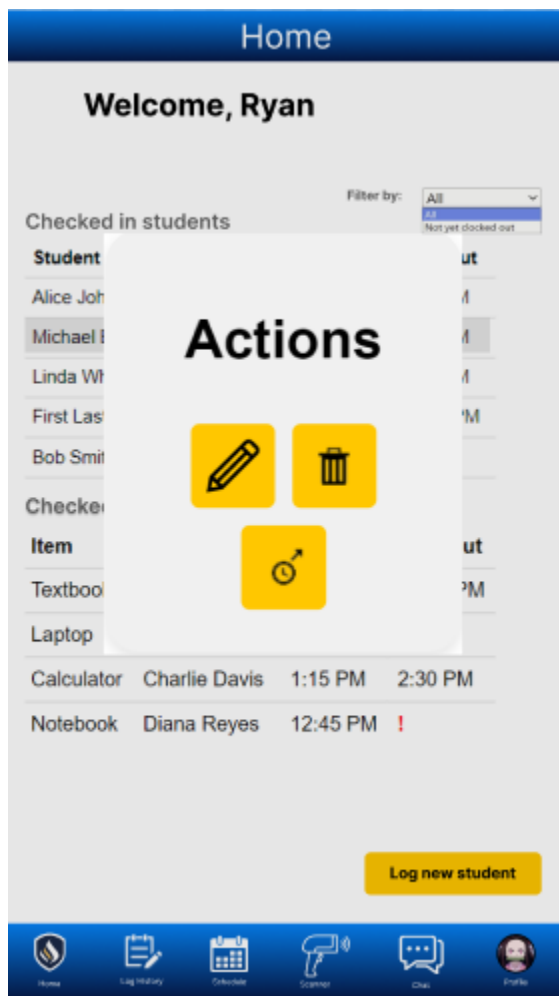 Home
Welcome, Ryan
Filter by: All
All
Not yet clocked out
Checked in students
Student ut
Alice Joh M
Michael M
Linda Wh M
First Las PM
Bob Smit
Actions
Checke
Item ut
Textboo PM
Laptop
Calculator Charlie Davis 1:15 PM 2:30 PM
Notebook Diana Reyes 12:45 PM !
Log new student
Home Log History Schedule Scanner Chat Profile